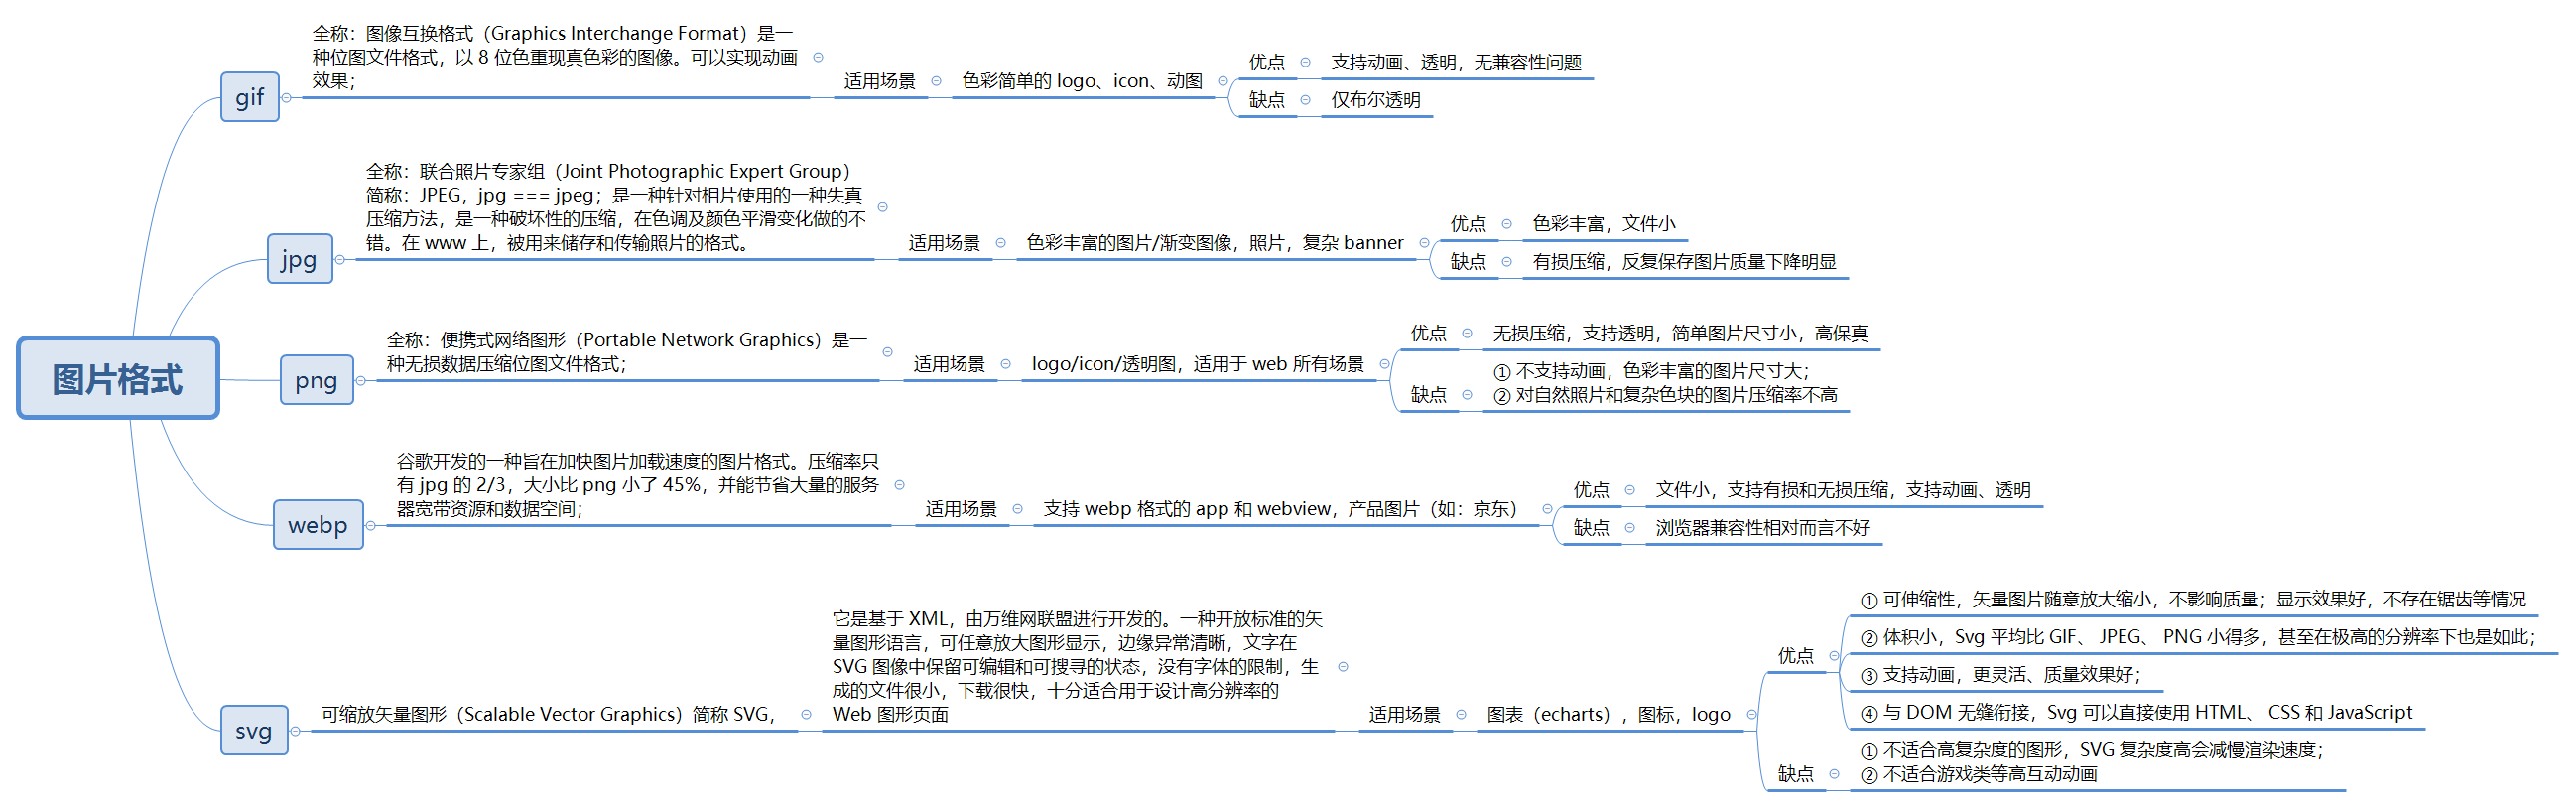 图片格式
gif
全称：图像互换格式（Graphics Interchange Format）是一
种位图文件格式，以 8 位色重现真色彩的图像。可以实现动画
效果；
适用场景
色彩简单的 logo、icon、动图
优点
支持动画、透明，无兼容性问题
缺点
仅布尔透明
jpg
全称：联合照片专家组（Joint Photographic Expert Group）
简称：JPEG，jpg === jpeg；是一种针对相片使用的一种失真
压缩方法，是一种破坏性的压缩，在色调及颜色平滑变化做的不
错。在 www 上，被用来储存和传输照片的格式。
适用场景
色彩丰富的图片/渐变图像，照片，复杂 banner
优点
色彩丰富，文件小
缺点
有损压缩，反复保存图片质量下降明显
png
全称：便携式网络图形（Portable Network Graphics）是一
种无损数据压缩位图文件格式；
适用场景
logo/icon/透明图，适用于 web 所有场景
优点
无损压缩，支持透明，简单图片尺寸小，高保真
缺点
① 不支持动画，色彩丰富的图片尺寸大；
② 对自然照片和复杂色块的图片压缩率不高
webp
谷歌开发的一种旨在加快图片加载速度的图片格式。压缩率只
有 jpg 的 2/3，大小比 png 小了 45%，并能节省大量的服务
器宽带资源和数据空间；
适用场景
支持 webp 格式的 app 和 webview，产品图片（如：京东）
优点
文件小，支持有损和无损压缩，支持动画、透明
缺点
浏览器兼容性相对而言不好
svg
可缩放矢量图形（Scalable Vector Graphics）简称 SVG，
它是基于 XML，由万维网联盟进行开发的。一种开放标准的矢
量图形语言，可任意放大图形显示，边缘异常清晰，文字在
SVG 图像中保留可编辑和可搜寻的状态，没有字体的限制，生
成的文件很小，下载很快，十分适合用于设计高分辨率的
Web 图形页面
适用场景
图表（echarts），图标，logo
优点
① 可伸缩性，矢量图片随意放大缩小，不影响质量；显示效果好，不存在锯齿等情况
② 体积小，Svg 平均比 GIF、 JPEG、 PNG 小得多，甚至在极高的分辨率下也是如此；
③ 支持动画，更灵活、质量效果好；
④ 与 DOM 无缝衔接，Svg 可以直接使用 HTML、 CSS 和 JavaScript
缺点
① 不适合高复杂度的图形，SVG 复杂度高会减慢渲染速度；
② 不适合游戏类等高互动动画